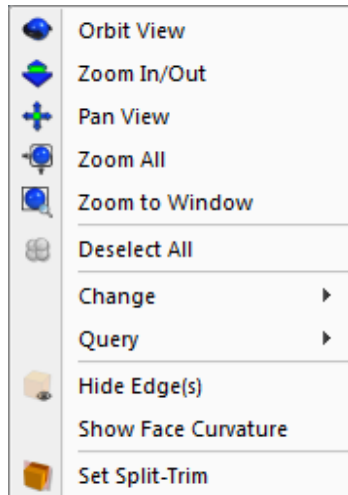 Orbit View
Zoom In/Out
Pan View
Zoom All
Zoom to Window
Deselect All
Change
Query
Hide Edge(s)
Show Face Curvature
Set Split-Trim